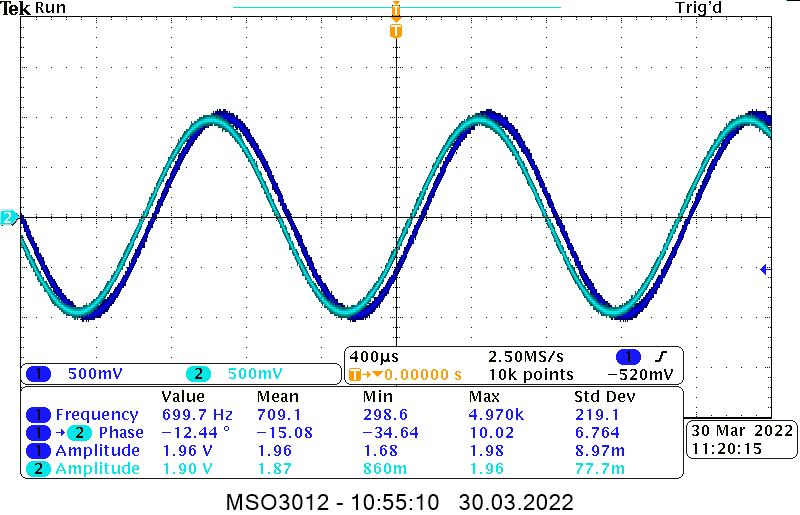 Tek Run Trig'd
T
T
2
400µs 2.50MS/s 1
1 500mV 2 500mV T→▼0.00000 s 10k points −520mV
Value Mean Min Max Std Dev
1 Frequency 699.7 Hz 709.1 298.6 4.970k 219.1
1→2 Phase −12.44 ° −15.08 −34.64 10.02 6.764
1 Amplitude 1.96 V 1.96 1.68 1.98 8.97m
2 Amplitude 1.90 V 1.87 860m 1.96 77.7m
30 Mar 2022
11:20:15
MSO3012 - 10:55:10 30.03.2022